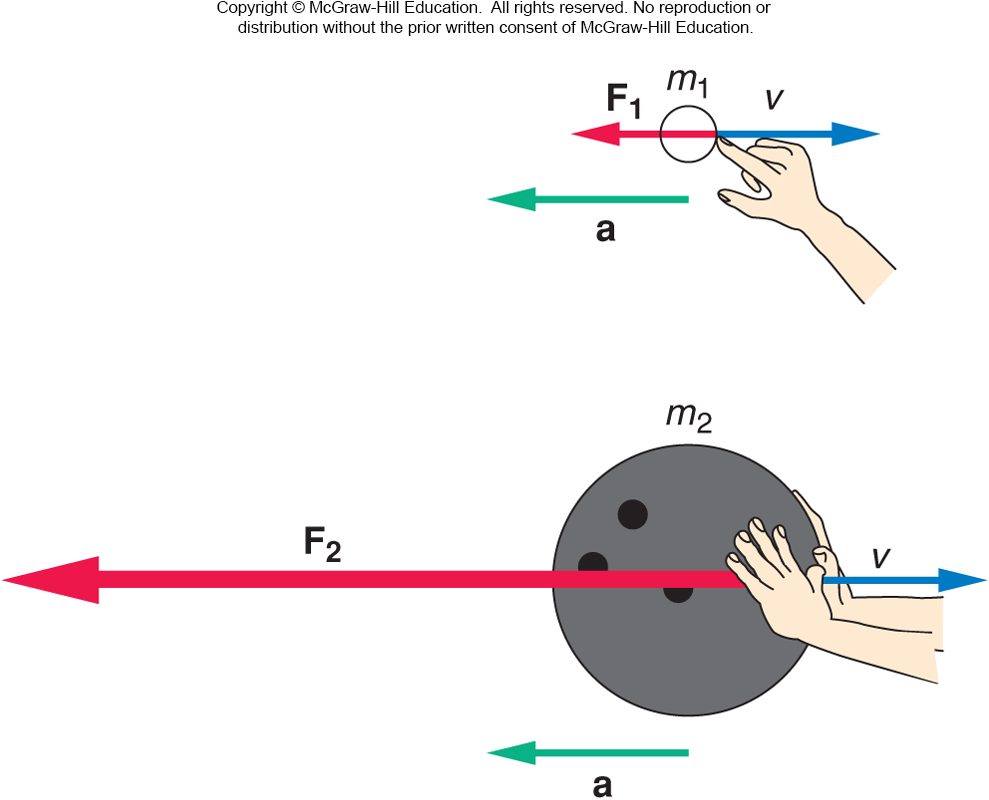 Copyright © McGraw-Hill Education. All rights reserved. No reproduction or
distribution without the prior written consent of McGraw-Hill Education.
m₁
F₁
v
a
m₂
F₂
v
a